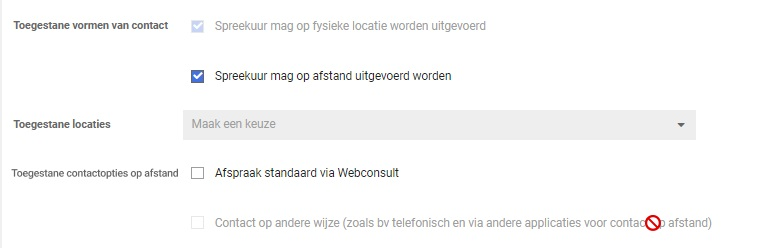 Toegestane vormen van contact Spreekuur mag op fysieke locatie worden uitgevoerd
Spreekuur mag op afstand uitgevoerd worden
Toegestane locaties Maak een keuze
Toegestane contactopties op afstand Afspraak standaard via Webconsult
Contact op andere wijze (zoals bv telefonisch en via andere applicaties voor afstand)